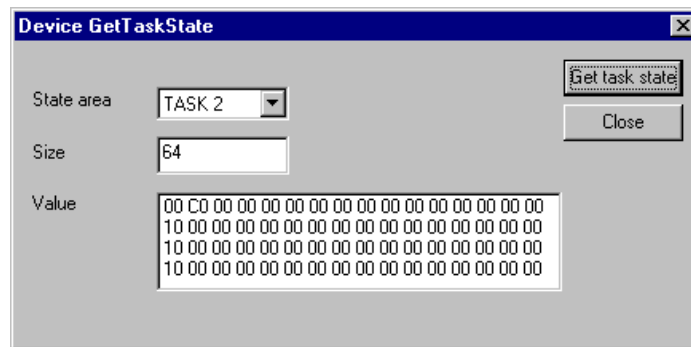 Device GetTaskState
State area
TASK 2
Get task state
Close
Size
64
Value
00 C0 00 00 00 00 00 00 00 00 00 00 00 00 00 00
10 00 00 00 00 00 00 00 00 00 00 00 00 00 00 00
10 00 00 00 00 00 00 00 00 00 00 00 00 00 00 00
10 00 00 00 00 00 00 00 00 00 00 00 00 00 00 00